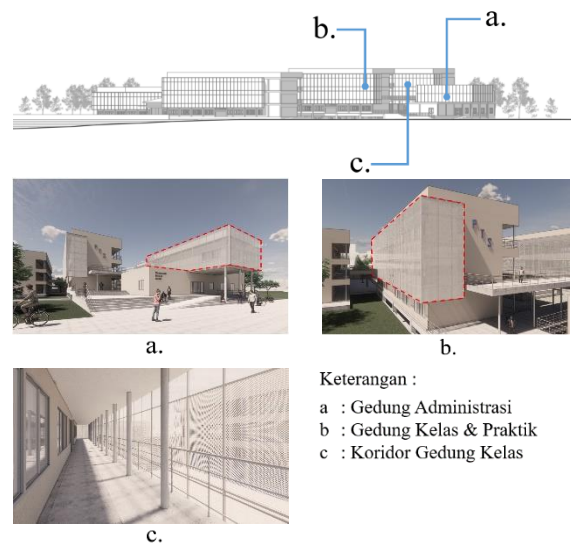 b.
a.
c.
a.
b.
Keterangan :
a : Gedung Administrasi
b : Gedung Kelas & Praktik
c : Koridor Gedung Kelas
c.